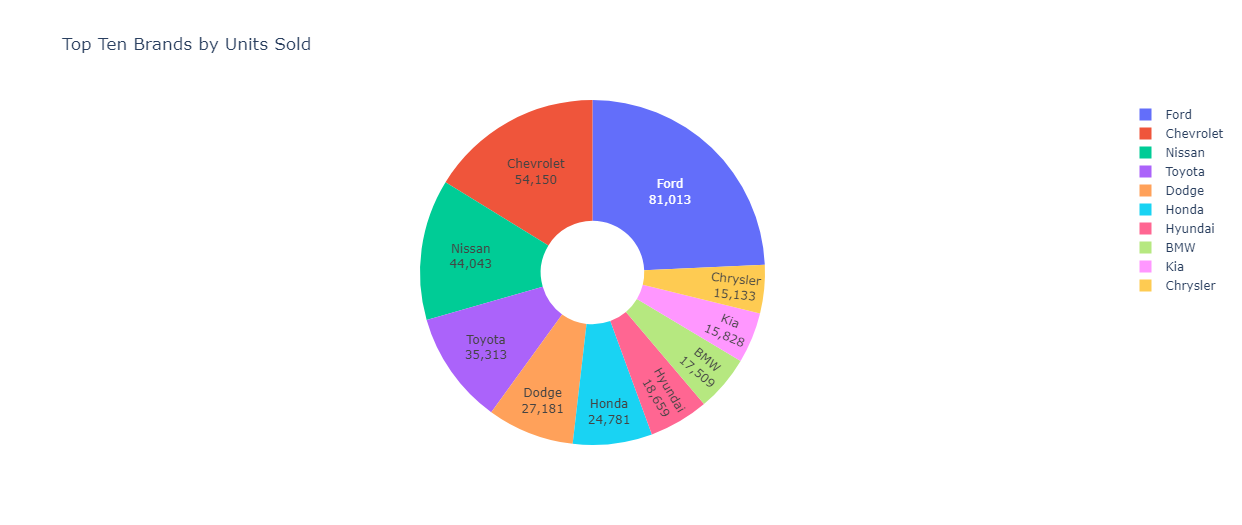 Top Ten Brands by Units Sold
Ford
81,013
Chevrolet
54,150
Nissan
44,043
Toyota
35,313
Dodge
27,181
Honda
24,781
Hyundai
18,659
BMW
17,509
Kia
15,828
Chrysler
15,133
Ford
Chevrolet
Nissan
Toyota
Dodge
Honda
Hyundai
BMW
Kia
Chrysler